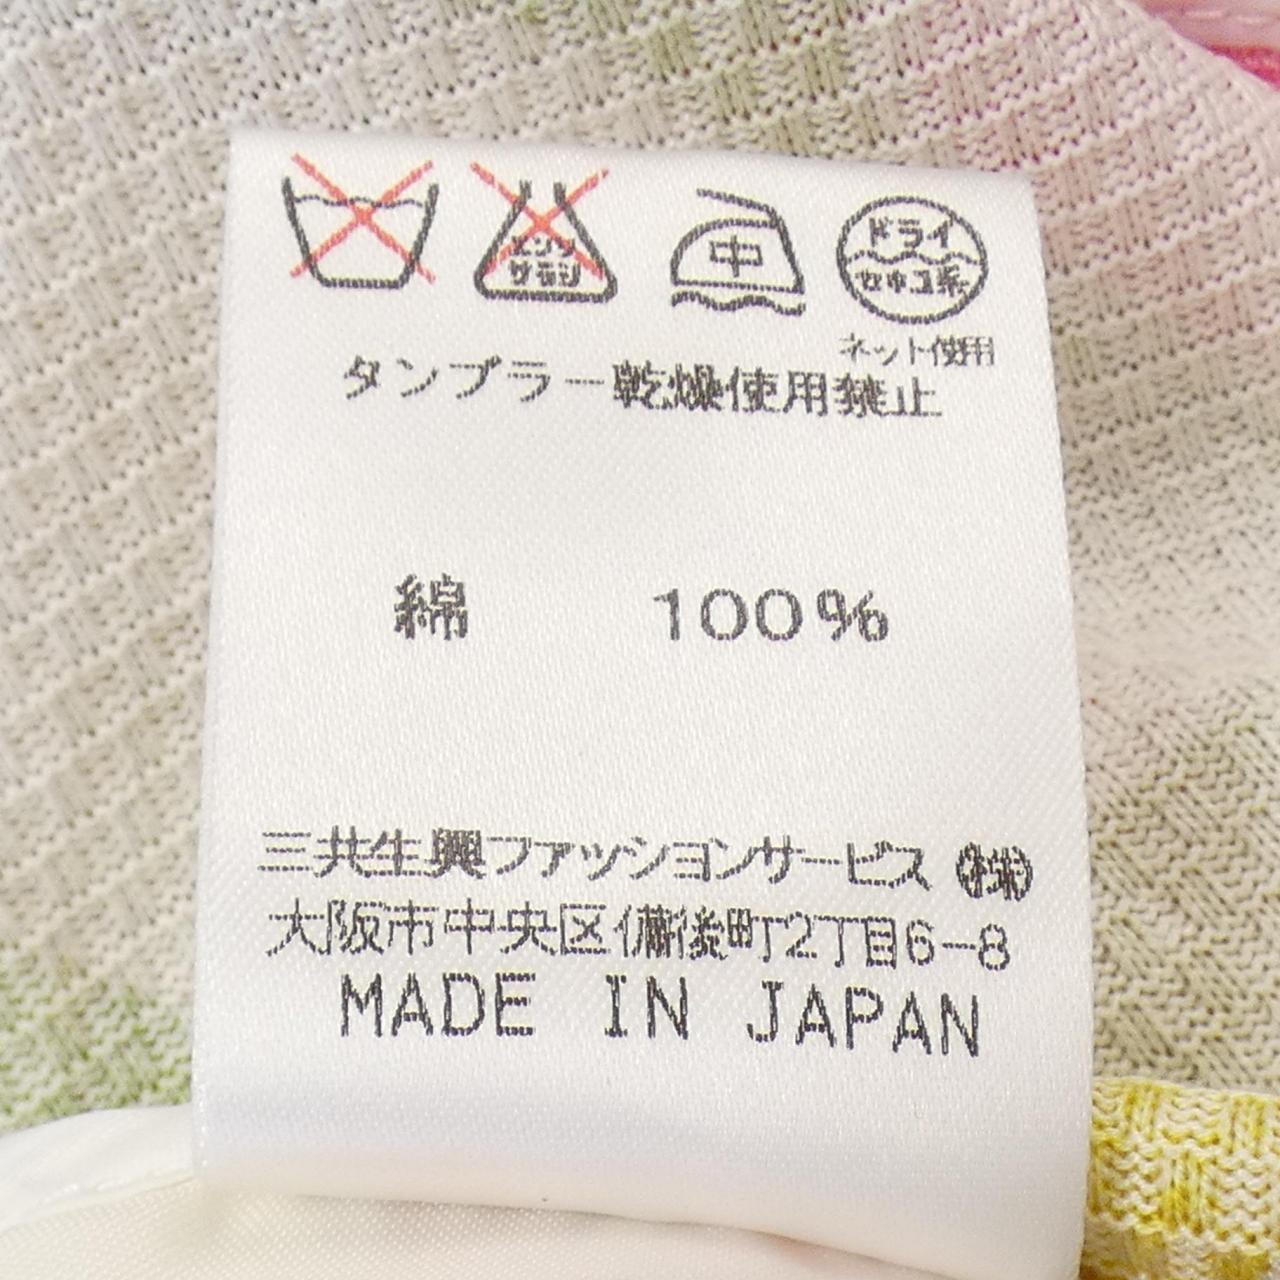 エンソ
サラシ
中
ドライ
セキユ系
ネット使用
タンブラー乾燥使用禁止
綿 100%
三共生興ファッションサービス ㈱
大阪市中央区備後町2丁目6-8
MADE IN JAPAN